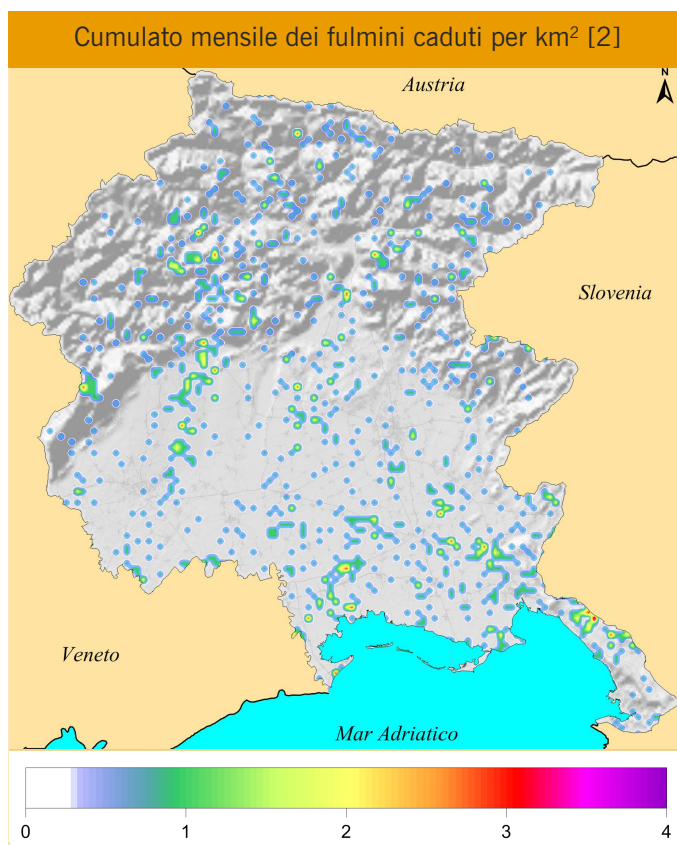 Cumulato mensile dei fulmini caduti per km² [2]
Austria
N
Slovenia
Veneto
Mar Adriatico
0 1 2 3 4